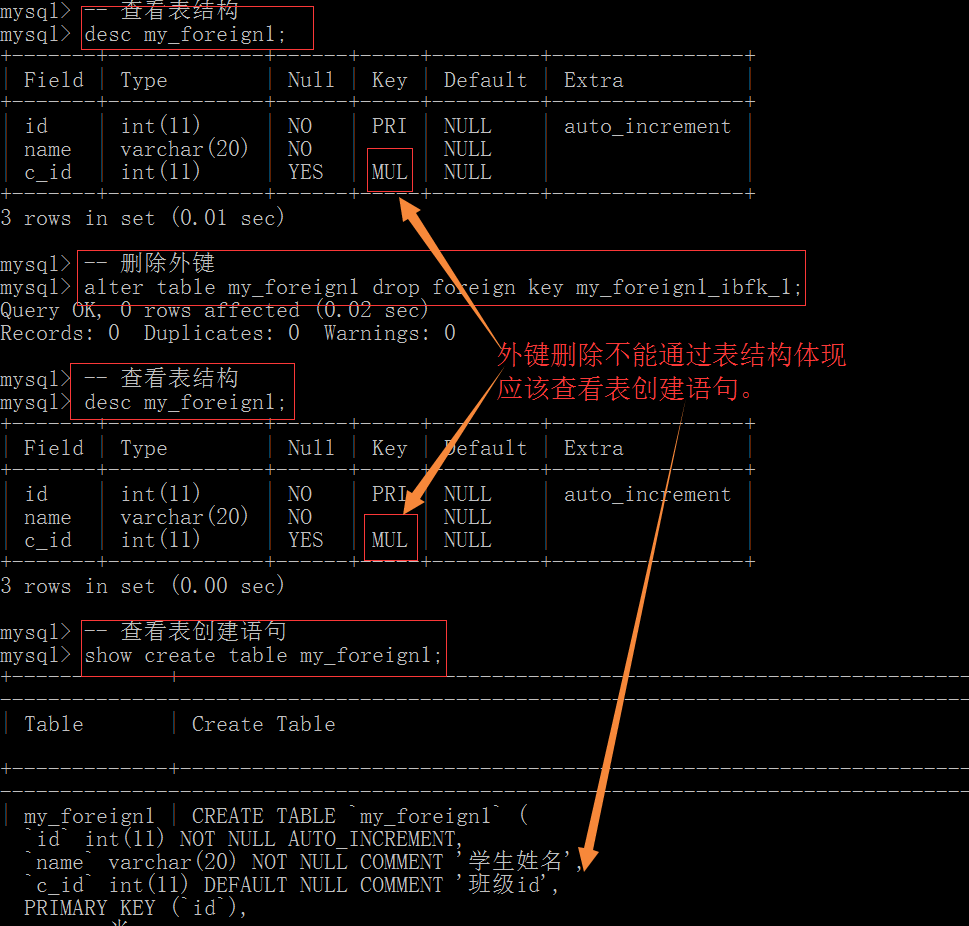 mysql> -- 查看表结构
mysql> desc my_foreign1;
+-------+-------------+------+-----+---------+----------------+
| Field | Type | Null | Key | Default | Extra |
+-------+-------------+------+-----+---------+----------------+
| id | int(11) | NO | PRI | NULL | auto_increment |
| name | varchar(20) | NO | | NULL | |
| c_id | int(11) | YES | MUL | NULL | |
+-------+-------------+------+-----+---------+----------------+
3 rows in set (0.01 sec)
mysql> -- 删除外键
mysql> alter table my_foreign1 drop foreign key my_foreign1_ibfk_1;
Query OK, 0 rows affected (0.02 sec)
Records: 0 Duplicates: 0 Warnings: 0
外键删除不能通过表结构体现
应该查看表创建语句。
mysql> -- 查看表结构
mysql> desc my_foreign1;
+-------+-------------+------+-----+---------+----------------+
| Field | Type | Null | Key | Default | Extra |
+-------+-------------+------+-----+---------+----------------+
| id | int(11) | NO | PRI | NULL | auto_increment |
| name | varchar(20) | NO | | NULL | |
| c_id | int(11) | YES | MUL | NULL | |
+-------+-------------+------+-----+---------+----------------+
3 rows in set (0.00 sec)
mysql> -- 查看表创建语句
mysql> show create table my_foreign1;
| Table | Create Table
| my_foreign1 | CREATE TABLE `my_foreign1` (
`id` int(11) NOT NULL AUTO_INCREMENT,
`name` varchar(20) NOT NULL COMMENT '学生姓名',
`c_id` int(11) DEFAULT NULL COMMENT '班级id',
PRIMARY KEY (`id`),